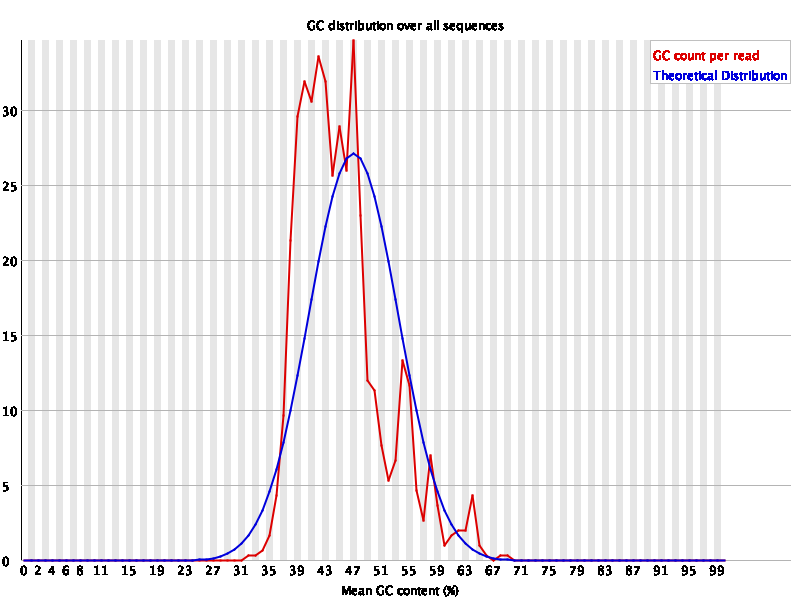 GC distribution over all sequences
GC count per read
Theoretical Distribution
30
25
20
15
10
5
0
0 2 4 6 8 11 15 19 23 27 31 35 39 43 47 51 55 59 63 67 71 75 79 83 87 91 95 99
Mean GC content (%)